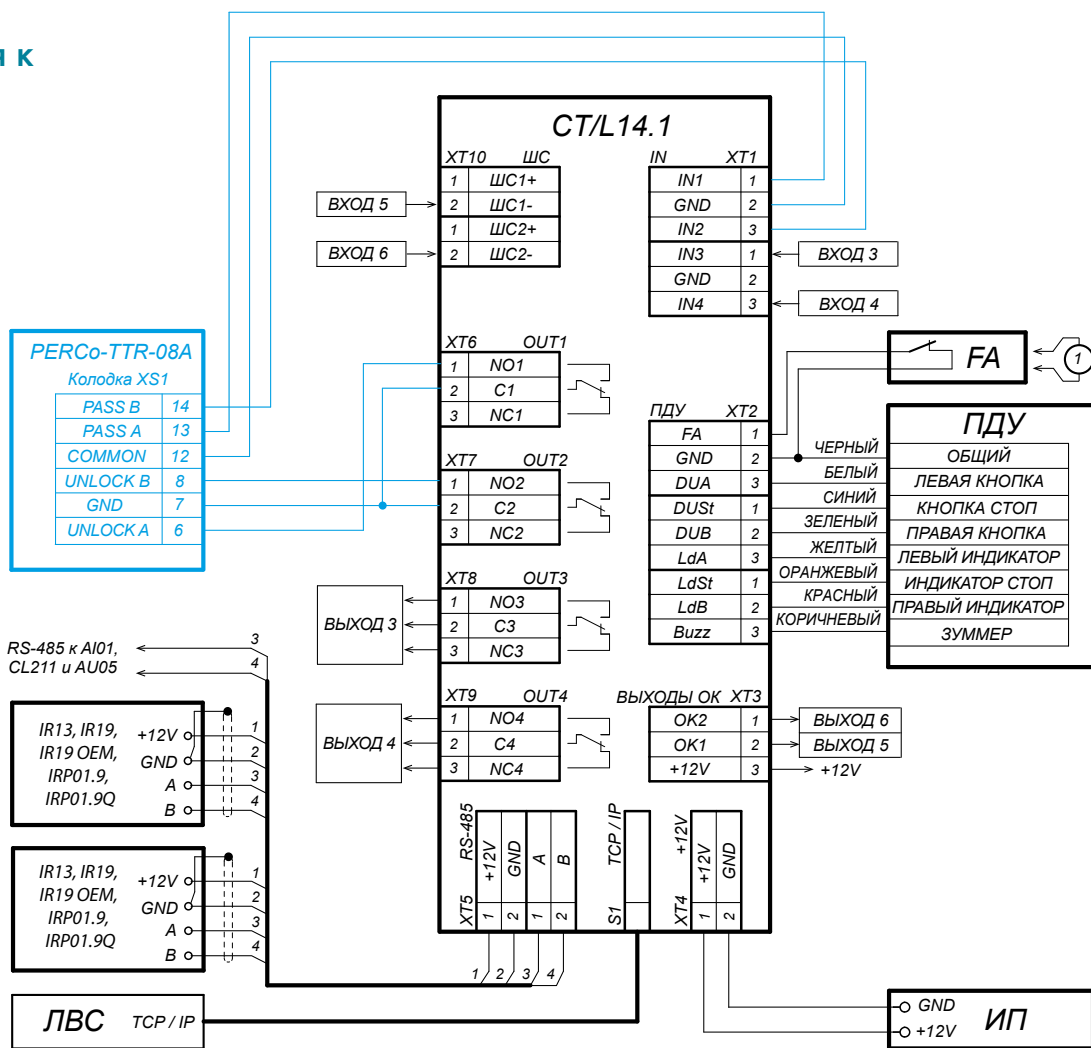 я к
CT/L14.1
XT10 ШС
1 ШС1+
2 ШС1-
1 ШС2+
2 ШС2-
ВХОД 5
ВХОД 6
IN XT1
IN1 1
GND 2
IN2 3
IN3 1
GND 2
IN4 3
ВХОД 3
ВХОД 4
PERCo-TTR-08A
Колодка XS1
PASS B 14
PASS A 13
COMMON 12
UNLOCK B 8
GND 7
UNLOCK A 6
XT6 OUT1
1 NO1
2 C1
3 NC1
XT7 OUT2
1 NO2
2 C2
3 NC2
XT8 OUT3
1 NO3
2 C3
3 NC3
ВЫХОД 3
XT9 OUT4
1 NO4
2 C4
3 NC4
ВЫХОД 4
FA
1
ПДУ XT2
FA 1
GND 2
DUA 3
DUSt 1
DUB 2
LdA 3
LdSt 1
LdB 2
Buzz 3
ЧЕРНЫЙ
БЕЛЫЙ
СИНИЙ
ЗЕЛЕНЫЙ
ЖЕЛТЫЙ
ОРАНЖЕВЫЙ
КРАСНЫЙ
КОРИЧНЕВЫЙ
ПДУ
ОБЩИЙ
ЛЕВАЯ КНОПКА
КНОПКА СТОП
ПРАВАЯ КНОПКА
ЛЕВЫЙ ИНДИКАТОР
ИНДИКАТОР СТОП
ПРАВЫЙ ИНДИКАТОР
ЗУММЕР
ВЫХОДЫ ОК XT3
OK2 1
OK1 2
+12V 3
ВЫХОД 6
ВЫХОД 5
+12V
RS-485 к AI01,
CL211 и AU05
3
4
IR13, IR19,
IR19 OEM,
IRP01.9,
IRP01.9Q
+12V 1
GND 2
A 3
B 4
IR13, IR19,
IR19 OEM,
IRP01.9,
IRP01.9Q
+12V 1
GND 2
A 3
B 4
XT5 RS-485
1 +12V
2 GND
1 A
2 B
1 2 3 4
S1 TCP / IP
XT4 +12V
1 +12V
2 GND
ЛВС TCP / IP
GND
+12V
ИП